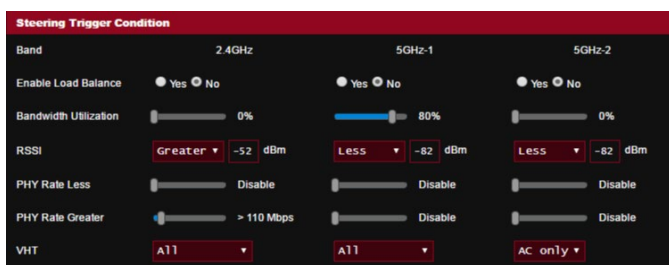 Steering Trigger Condition
Band 2.4GHz 5GHz-1 5GHz-2
Enable Load Balance Yes No Yes No Yes No
Bandwidth Utilization 0% 80% 0%
RSSI Greater -52 dBm Less -82 dBm Less -82 dBm
PHY Rate Less Disable Disable Disable
PHY Rate Greater > 110 Mbps Disable Disable
VHT All All AC only